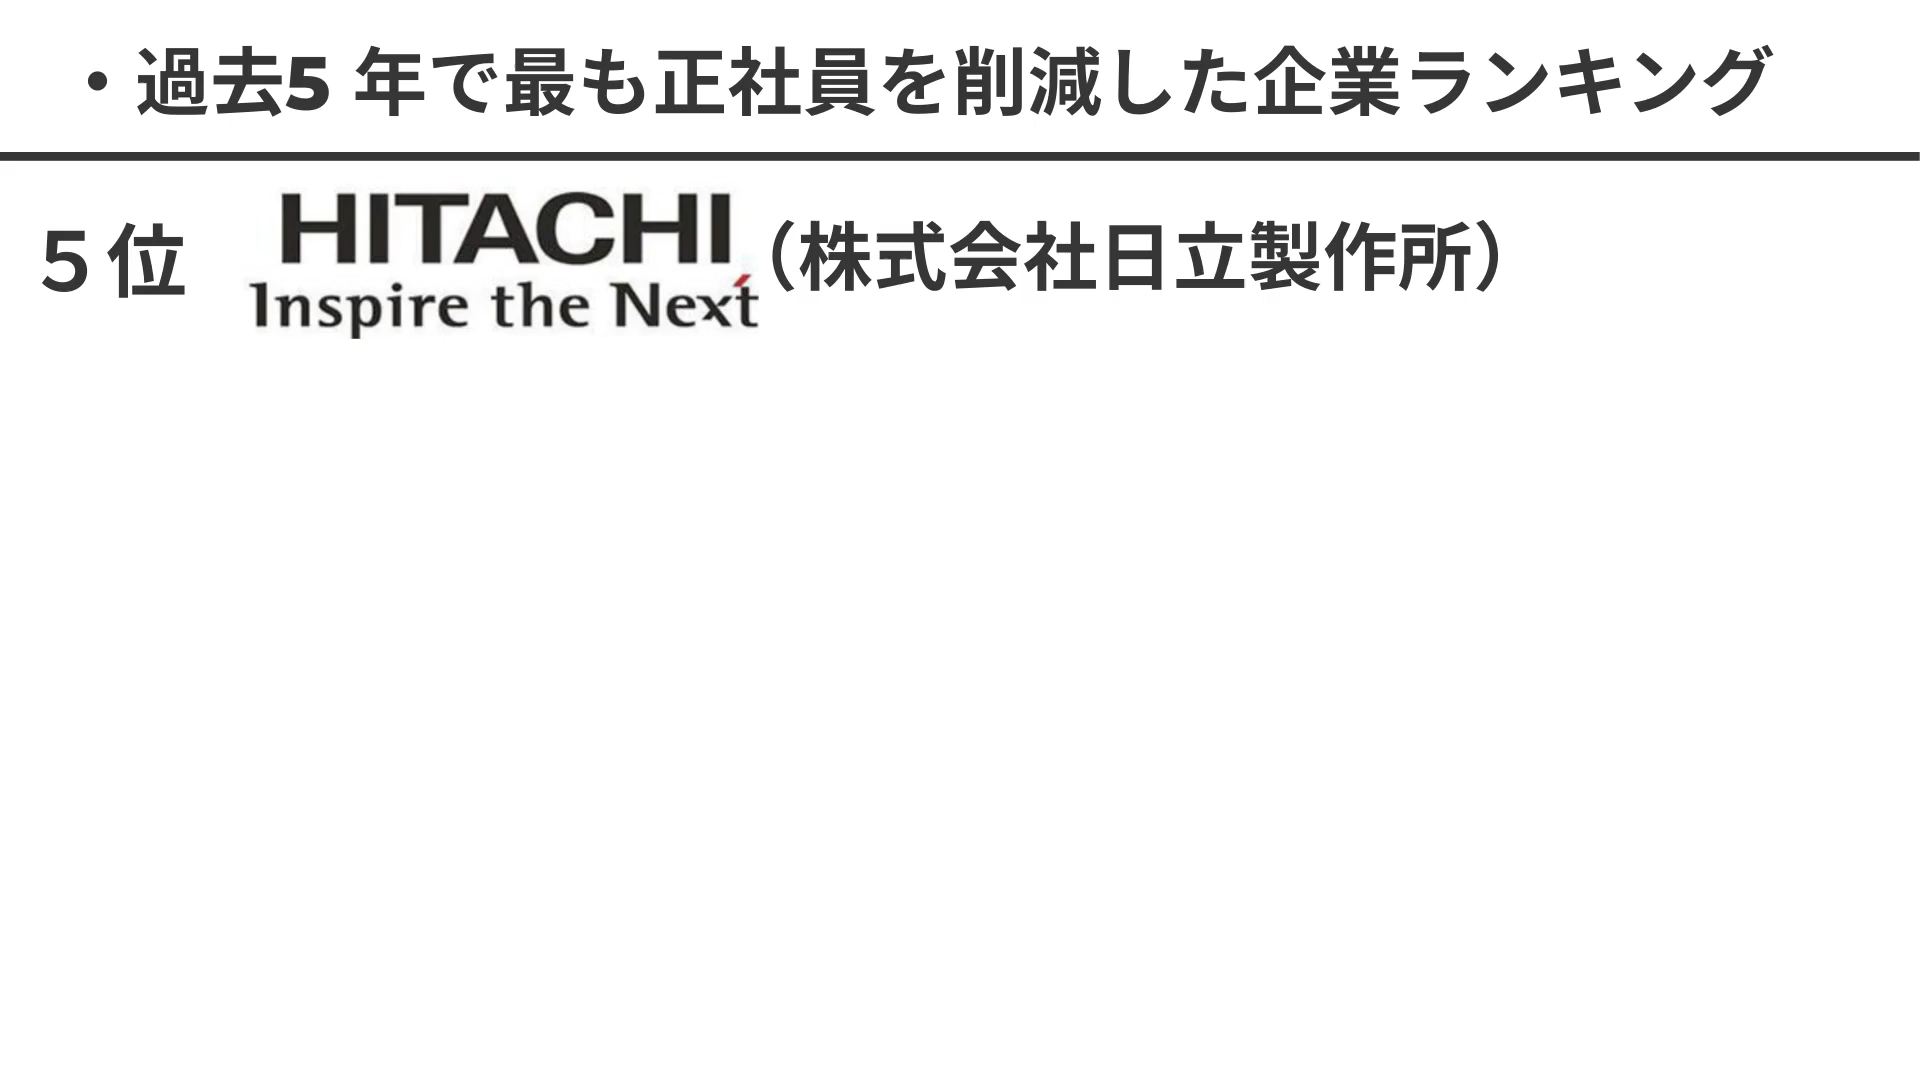 ・過去5 年で最も正社員を削減した企業ランキング
５位 HITACHI （株式会社日立製作所）
Inspire the Next